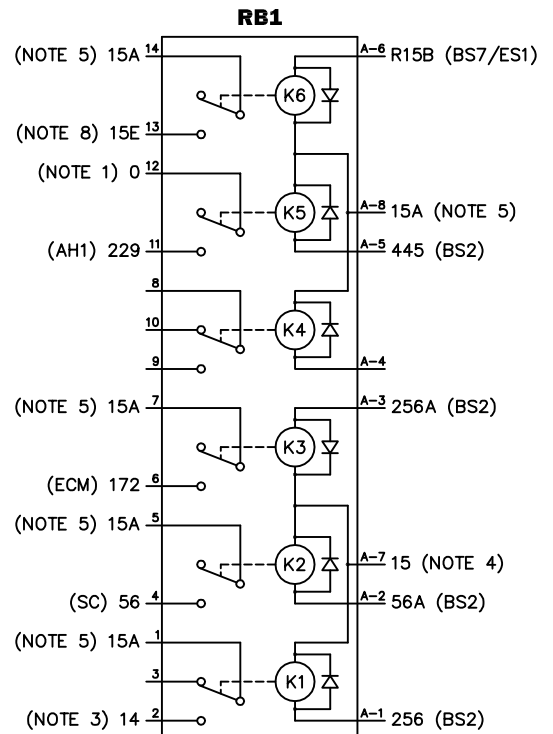 RB1
(NOTE 5) 15A 14 A-6 R15B (BS7/ES1)
K6
(NOTE 8) 15E 13
(NOTE 1) 0 12
K5 A-8 15A (NOTE 5)
(AH1) 229 11 A-5 445 (BS2)
8
10 K4
9 A-4
(NOTE 5) 15A 7 A-3 256A (BS2)
K3
(ECM) 172 6
(NOTE 5) 15A 5
K2 A-7 15 (NOTE 4)
(SC) 56 4 A-2 56A (BS2)
(NOTE 5) 15A 1
3 K1
(NOTE 3) 14 2 A-1 256 (BS2)